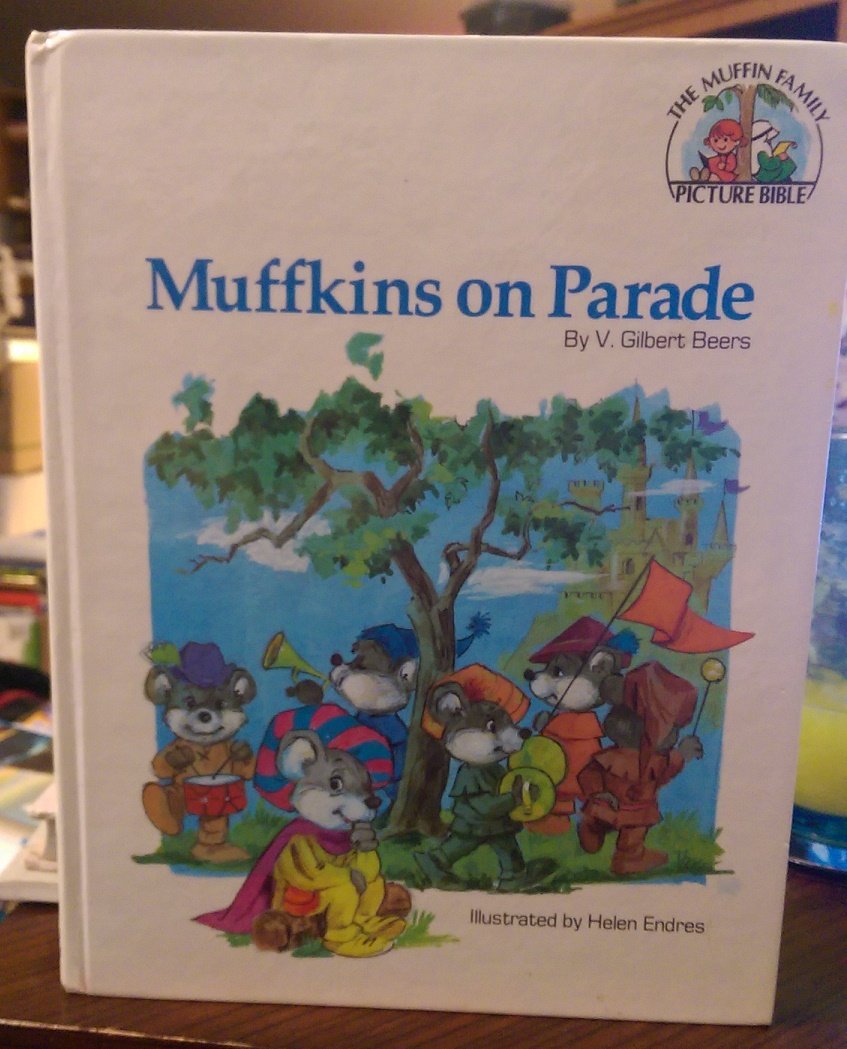 THE MUFFIN FAMILY
PICTURE BIBLE
Muffkins on Parade
By V. Gilbert Beers
Illustrated by Helen Endres